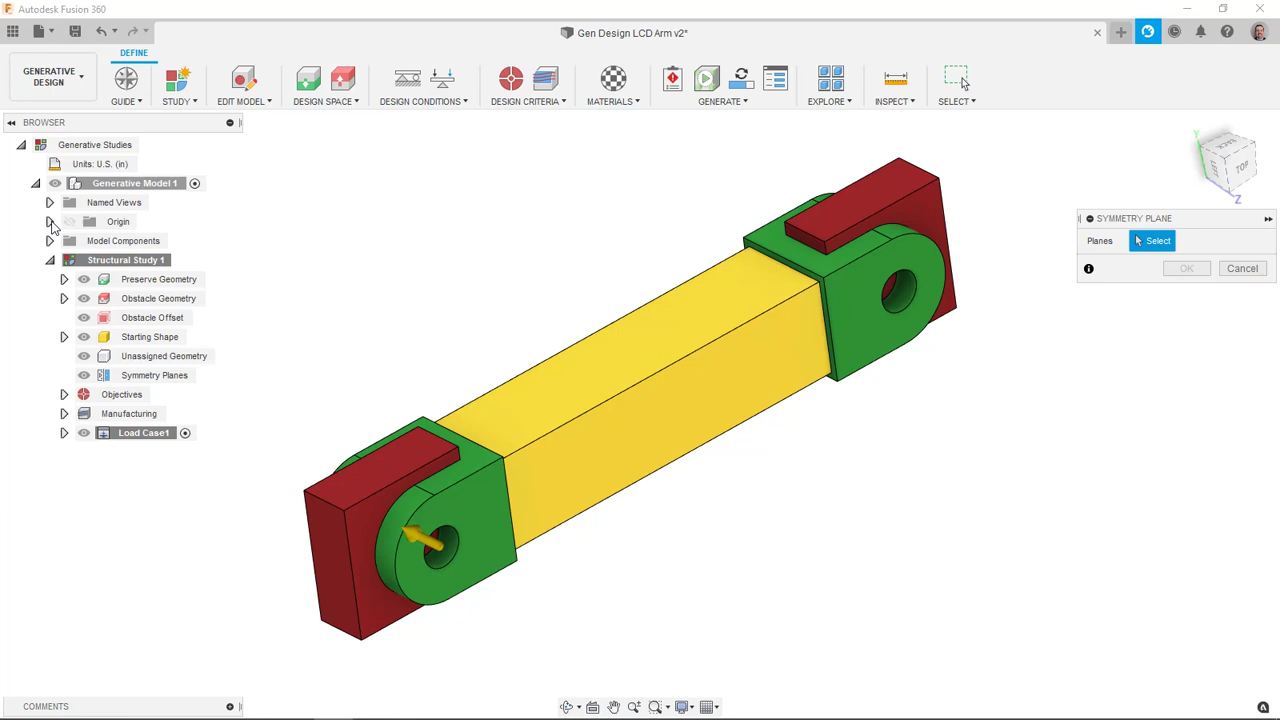 Autodesk Fusion 360
Gen Design LCD Arm v2*
DEFINE
GENERATIVE
DESIGN
GUIDE
STUDY
EDIT MODEL
DESIGN SPACE
DESIGN CONDITIONS
DESIGN CRITERIA
MATERIALS
GENERATE
EXPLORE
INSPECT
SELECT
BROWSER
Generative Studies
Units: U.S. (in)
Generative Model 1
Named Views
Origin
Model Components
Structural Study 1
Preserve Geometry
Obstacle Geometry
Obstacle Offset
Starting Shape
Unassigned Geometry
Symmetry Planes
Objectives
Manufacturing
Load Case1
Y
BACK
TOP
Z
SYMMETRY PLANE
Planes
Select
OK
Cancel
COMMENTS